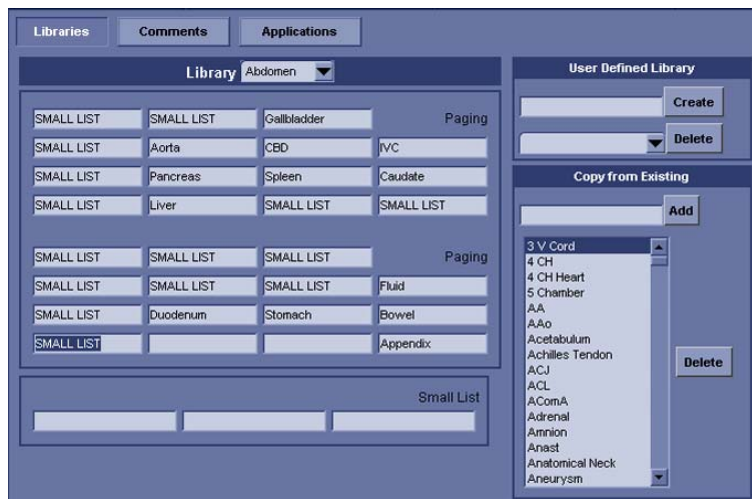 Libraries Comments Applications
Library Abdomen
SMALL LIST SMALL LIST Gallbladder Paging
SMALL LIST Aorta CBD IVC
SMALL LIST Pancreas Spleen Caudate
SMALL LIST Liver SMALL LIST SMALL LIST
SMALL LIST SMALL LIST SMALL LIST Paging
SMALL LIST SMALL LIST SMALL LIST Fluid
SMALL LIST Duodenum Stomach Bowel
SMALL LIST Appendix
Small List
User Defined Library
Create
Delete
Copy from Existing
Add
3 V Cord
4 CH
4 CH Heart
5 Chamber
AA
AAo
Acetabulum
Achilles Tendon
ACJ
ACL
AComA
Adrenal
Amnion
Anast
Anatomical Neck
Aneurysm
Delete